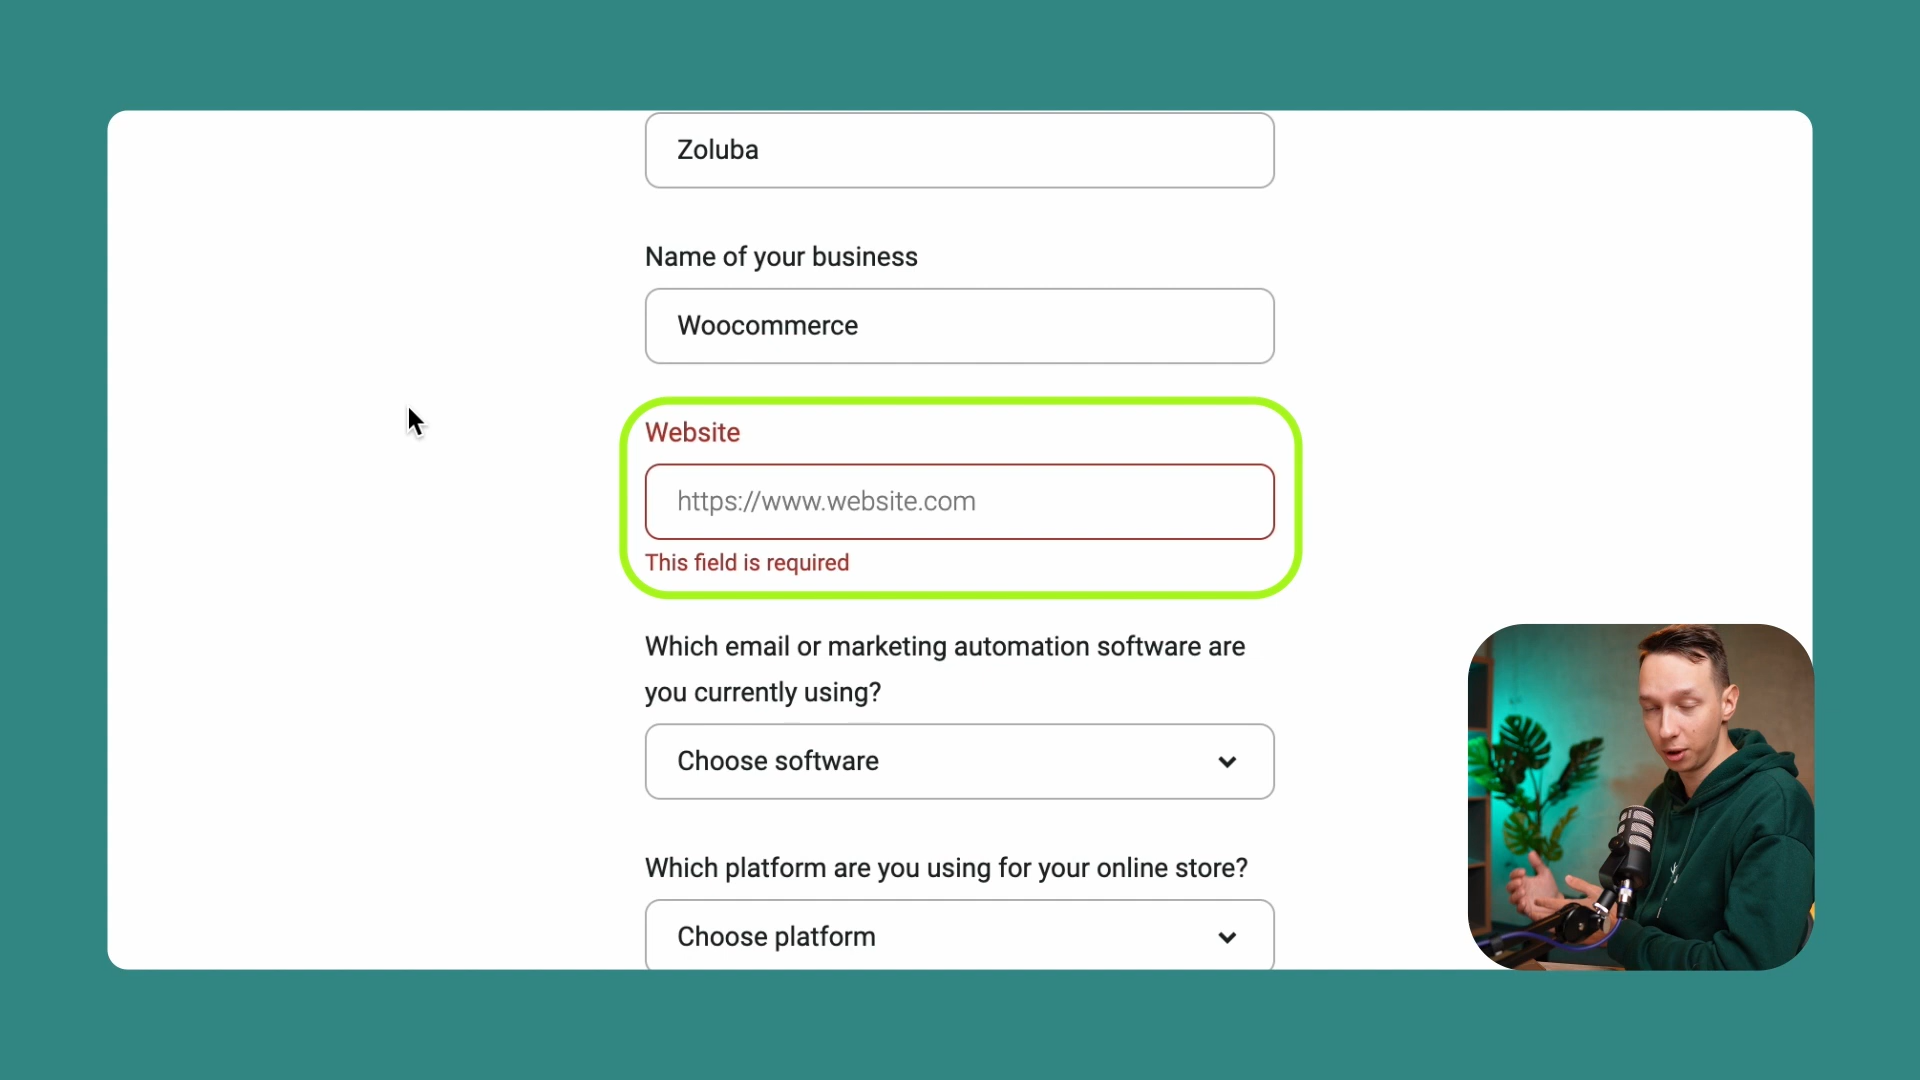 Zoluba
Name of your business
Woocommerce
Website
https://www.website.com
This field is required
Which email or marketing automation software are
you currently using?
Choose software
Which platform are you using for your online store?
Choose platform